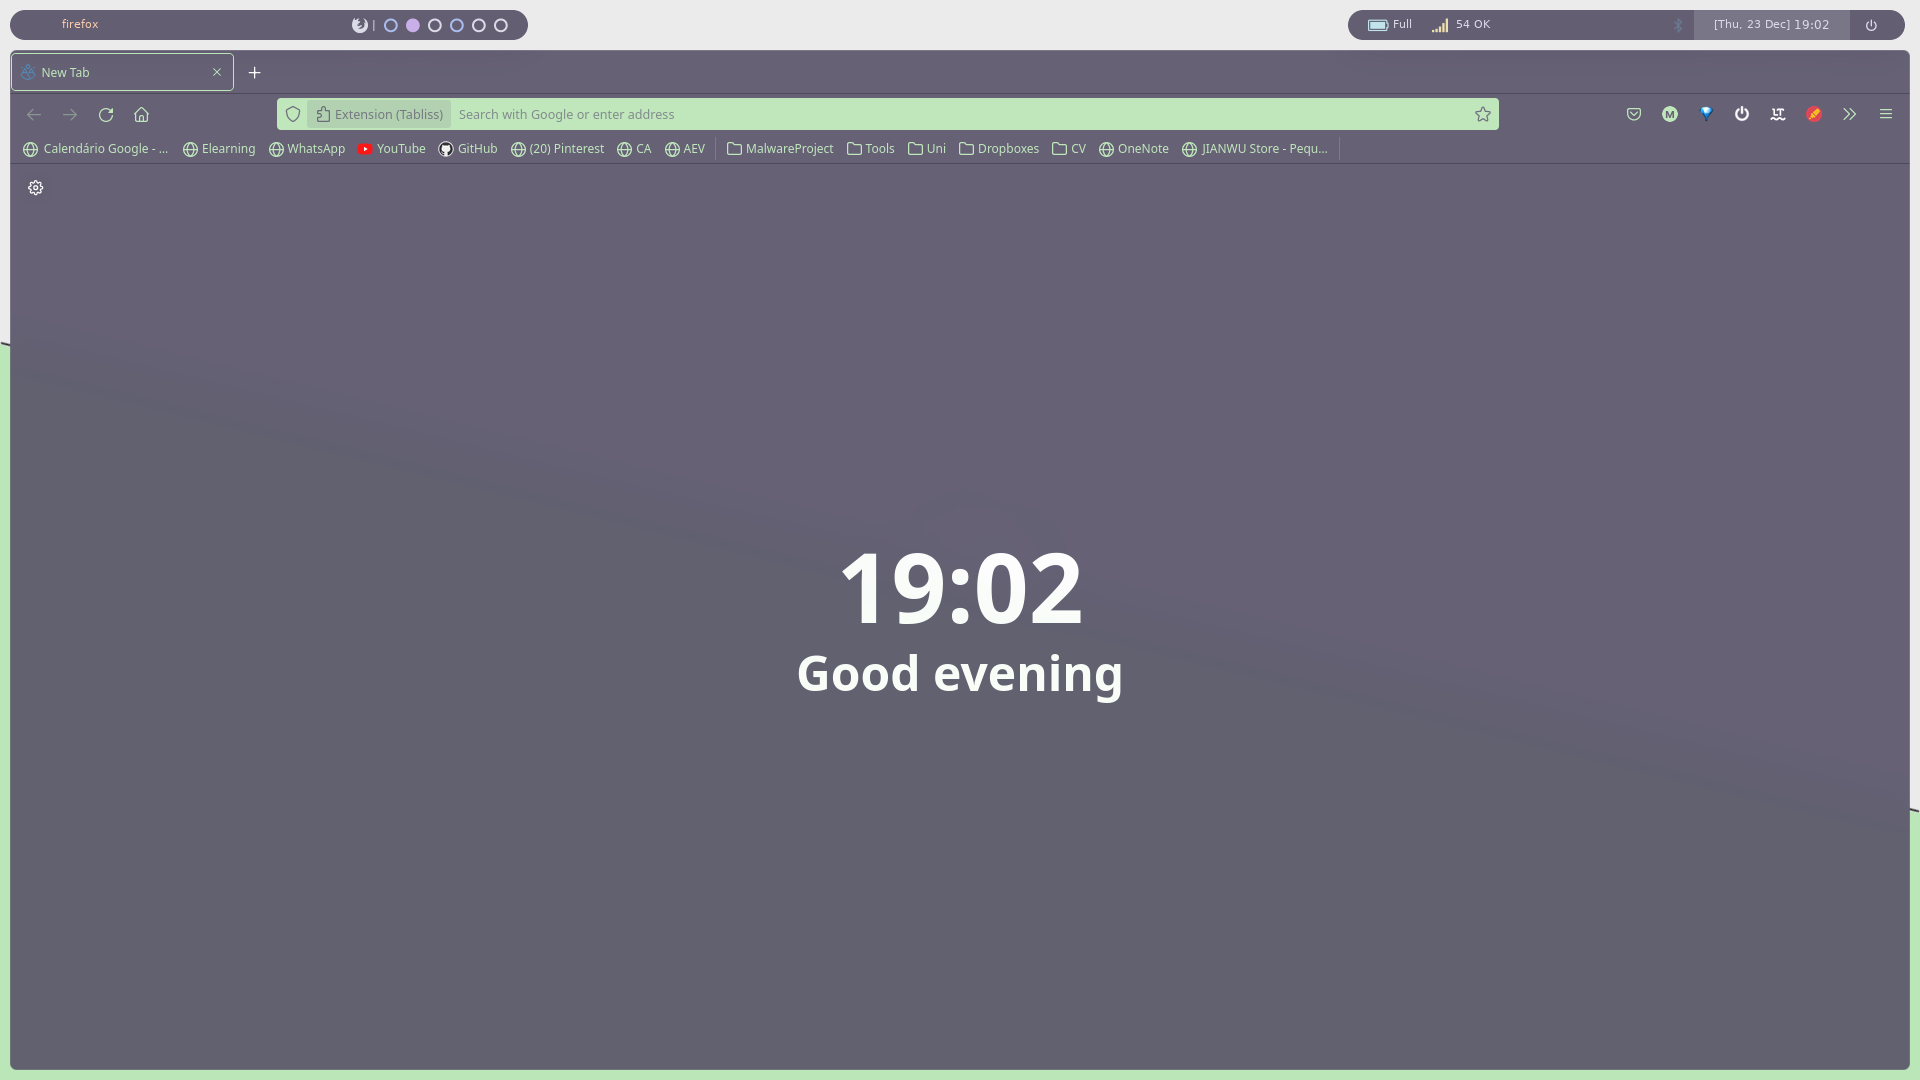 firefox
Full
54 OK
[Thu, 23 Dec] 19:02
New Tab
Extension (Tabliss)
Search with Google or enter address
M
LT
Calendário Google - ...
Elearning
WhatsApp
YouTube
GitHub
(20) Pinterest
CA
AEV
MalwareProject
Tools
Uni
Dropboxes
CV
OneNote
JIANWU Store - Pequ...
19:02
Good evening